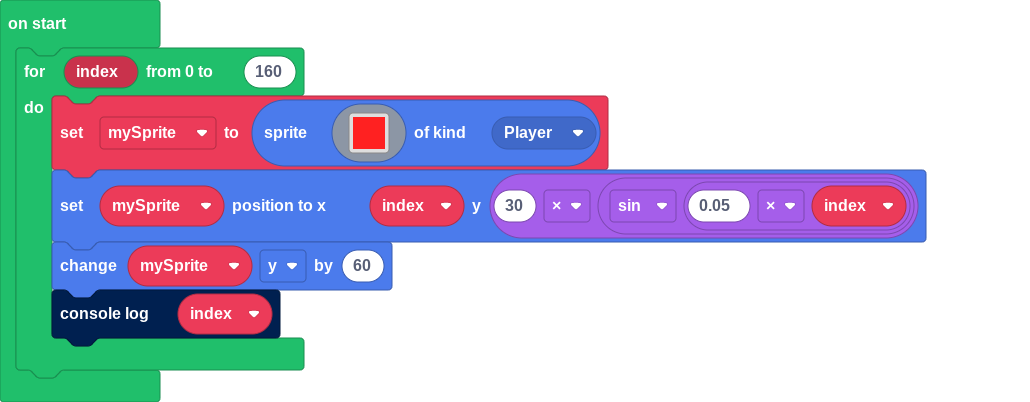 on start
for index from 0 to 160
do
set mySprite to sprite of kind Player
set mySprite position to x index y 30 × sin 0.05 × index
change mySprite y by 60
console log index